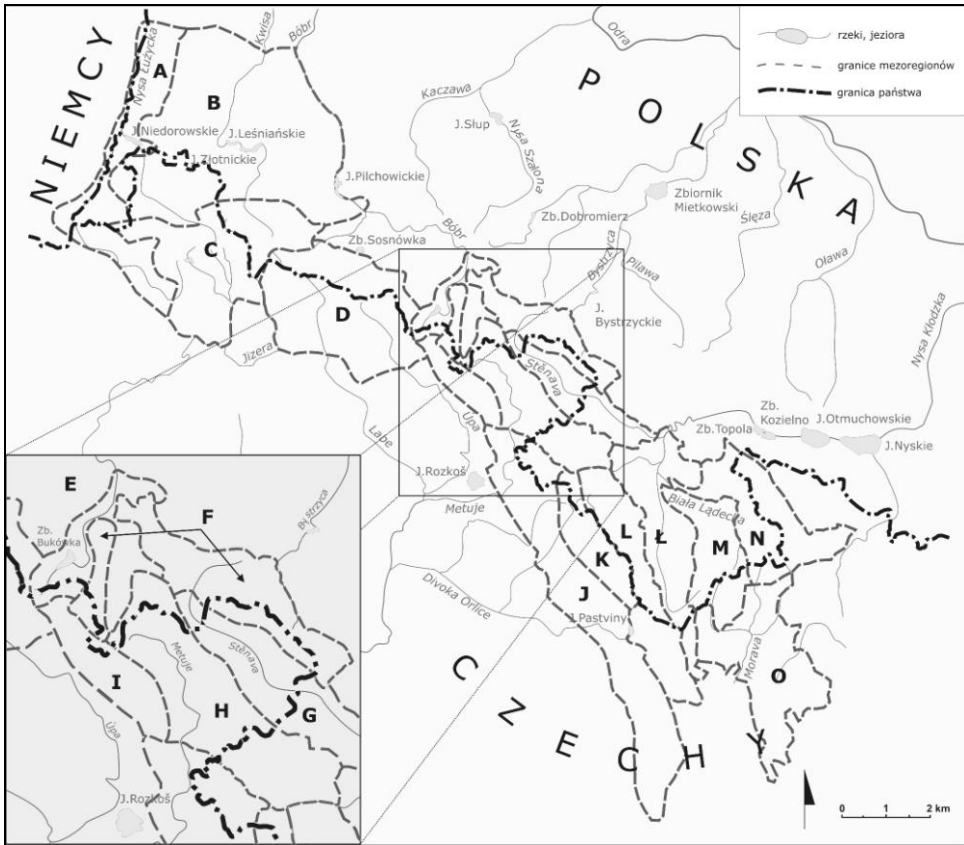 rzeki, jeziora
granice mezoregionów
granica państwa
NIEMCY
POLSKA
CZECHY
A
B
C
D
Nysa Łużycka
Kwisa
Bóbr
J.Niedorowskie
J.Leśniańskie
J.Złotnickie
J.Pilchowickie
Kaczawa
Odra
J.Słup
Nysa Szalona
Zb.Dobromierz
Zbiornik
Mietkowski
Ślęza
Oława
Bóbr
Zb.Sosnówka
Bystrzyca
Piława
J.
Bystrzyckie
Nysa Kłodzka
Jizera
Labe
Úpa
Stěnava
J.Rozkoš
Metuje
Zb.
Kozielno
J.Otmuchowskie
Zb.Topola
J.Nyskie
Biała Lądecka
L
Ł
M
N
K
J
O
Divoka Orlice
J.Pastviny
Morava
E
F
Zb.
Bukówka
Bystrzyca
Metuje
Stěnava
I
H
G
Úpa
J.Rozkoš
0 1 2 km